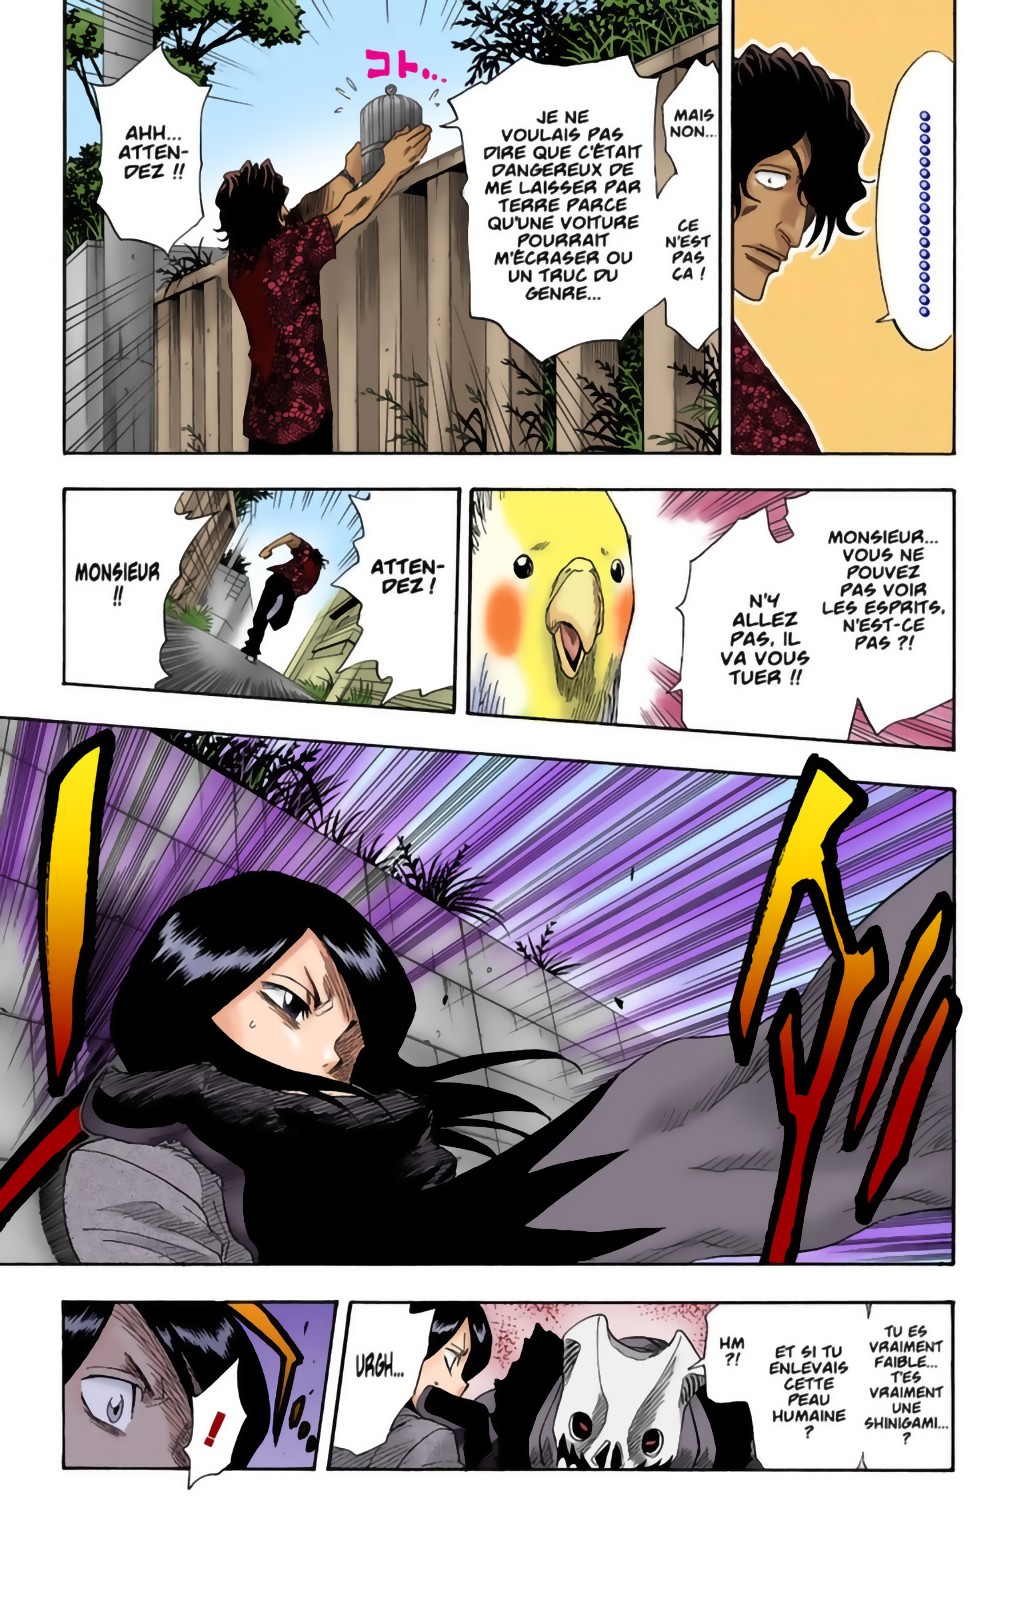 ..........................
MAIS
NON...
CE
N'EST
PAS
ÇA !
JE NE
VOULAIS PAS
DIRE QUE C'ÉTAIT
DANGEREUX DE
ME LAISSER PAR
TERRE PARCE
QU'UNE VOITURE
POURRAIT
M'ÉCRASER OU
UN TRUC DU
GENRE...
コト...
AHH...
ATTEN-
DEZ !!
MONSIEUR...
VOUS NE
POUVEZ
PAS VOIR
LES ESPRITS,
N'EST-CE
PAS ?!
N'Y
ALLEZ
PAS, IL
VA VOUS
TUER !!
ATTEN-
DEZ !
MONSIEUR
!!
TU ES
VRAIMENT
FAIBLE...
T'ES
VRAIMENT
UNE
SHINIGAMI...
?
ET SI TU
ENLEVAIS
CETTE
PEAU
HUMAINE
?
HM
?!
URGH...
!